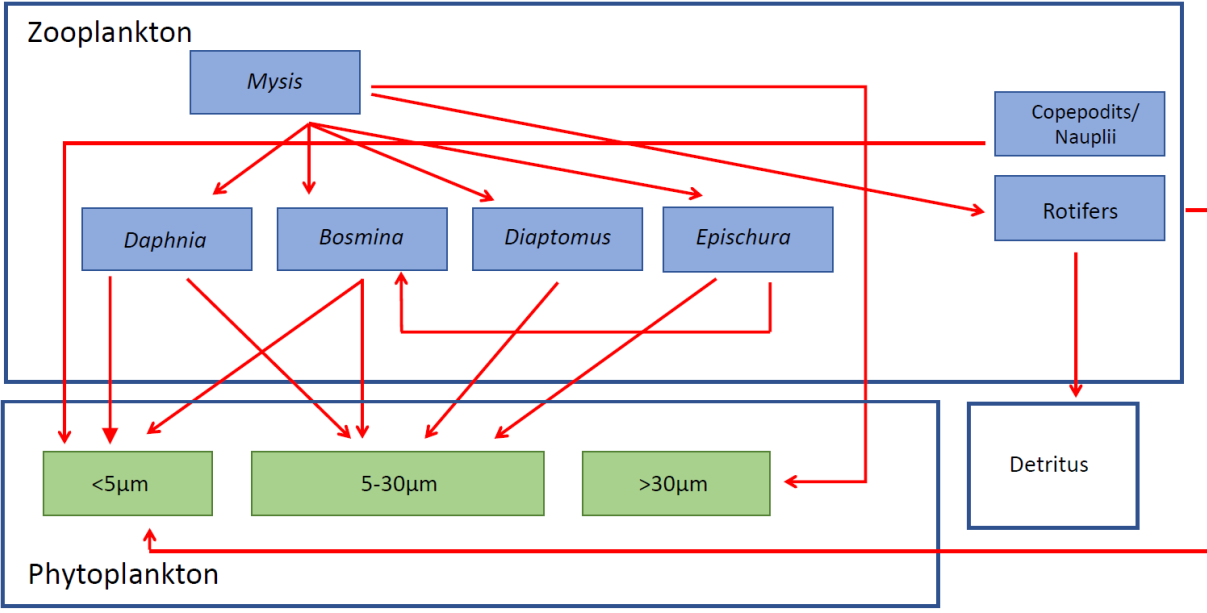 Zooplankton
Mysis
Copepodits/
Nauplii
Rotifers
Daphnia
Bosmina
Diaptomus
Epischura
Detritus
<5µm
5-30µm
>30µm
Phytoplankton